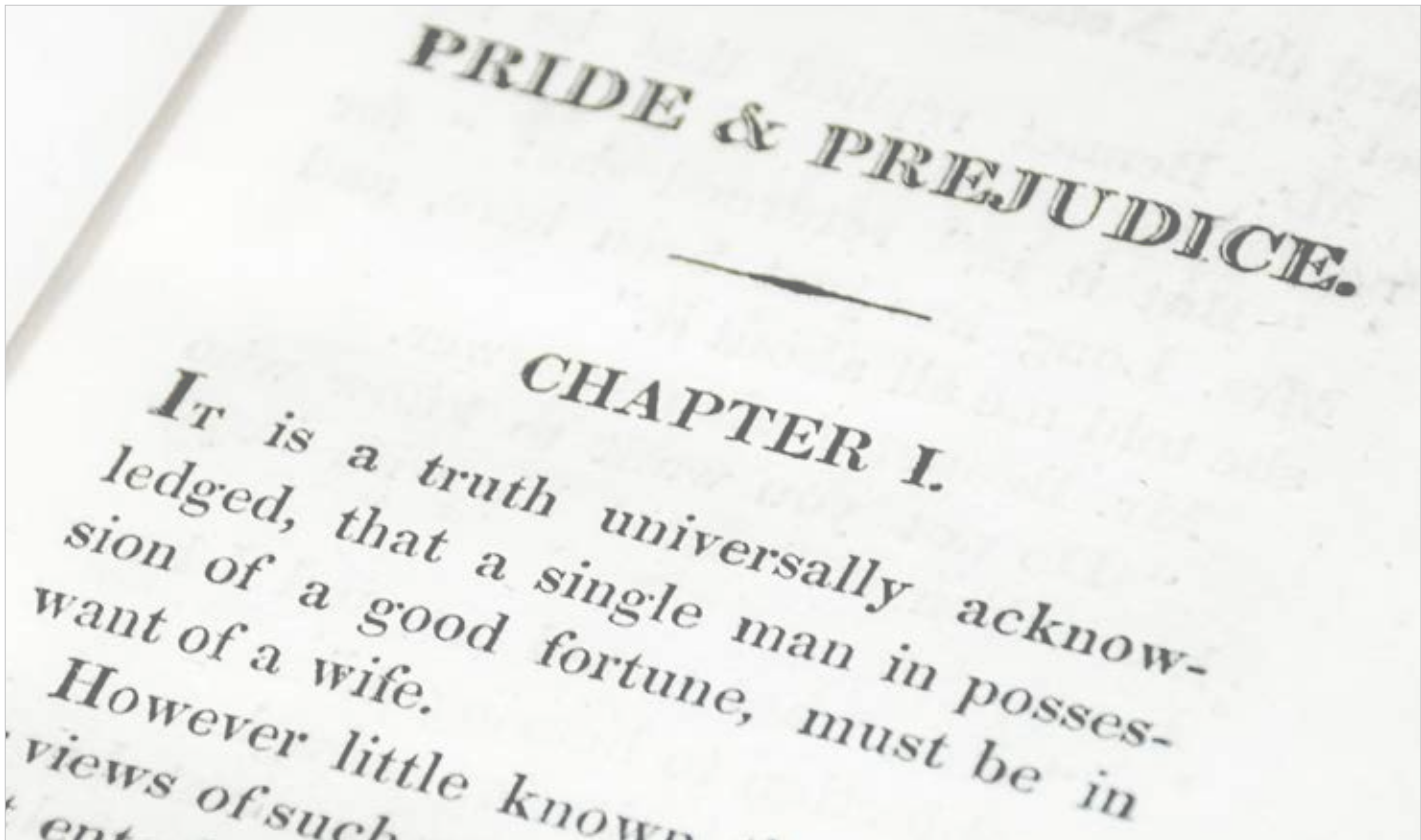 PRIDE & PREJUDICE.
CHAPTER I.
IT is a truth universally acknow-
ledged, that a single man in posses-
sion of a good fortune, must be in
want of a wife.
However little known
views of such